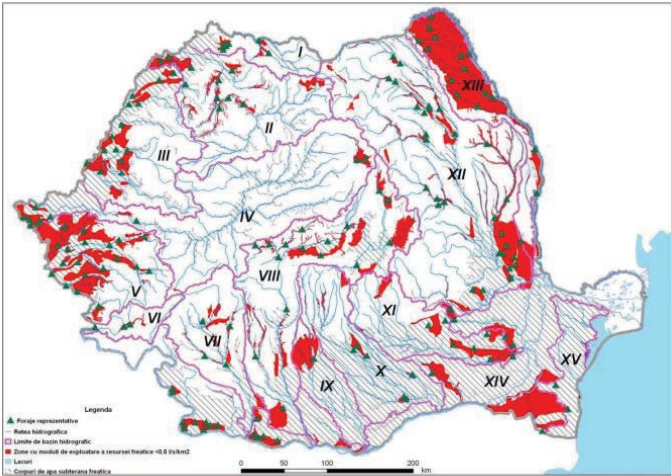 I
XIII
II
III
XII
IV
VIII
V
VI
XI
VII
XV
IX
X
XIV
Legenda
Foraje reprezentative
Retea hidrografica
Limite de bazin hidrografic
Zone cu moduli de exploatare a resursei freatice <0.5 l/s/km2
Lacuri
Corpuri de apa subterana freatica
0 50 100 200
km